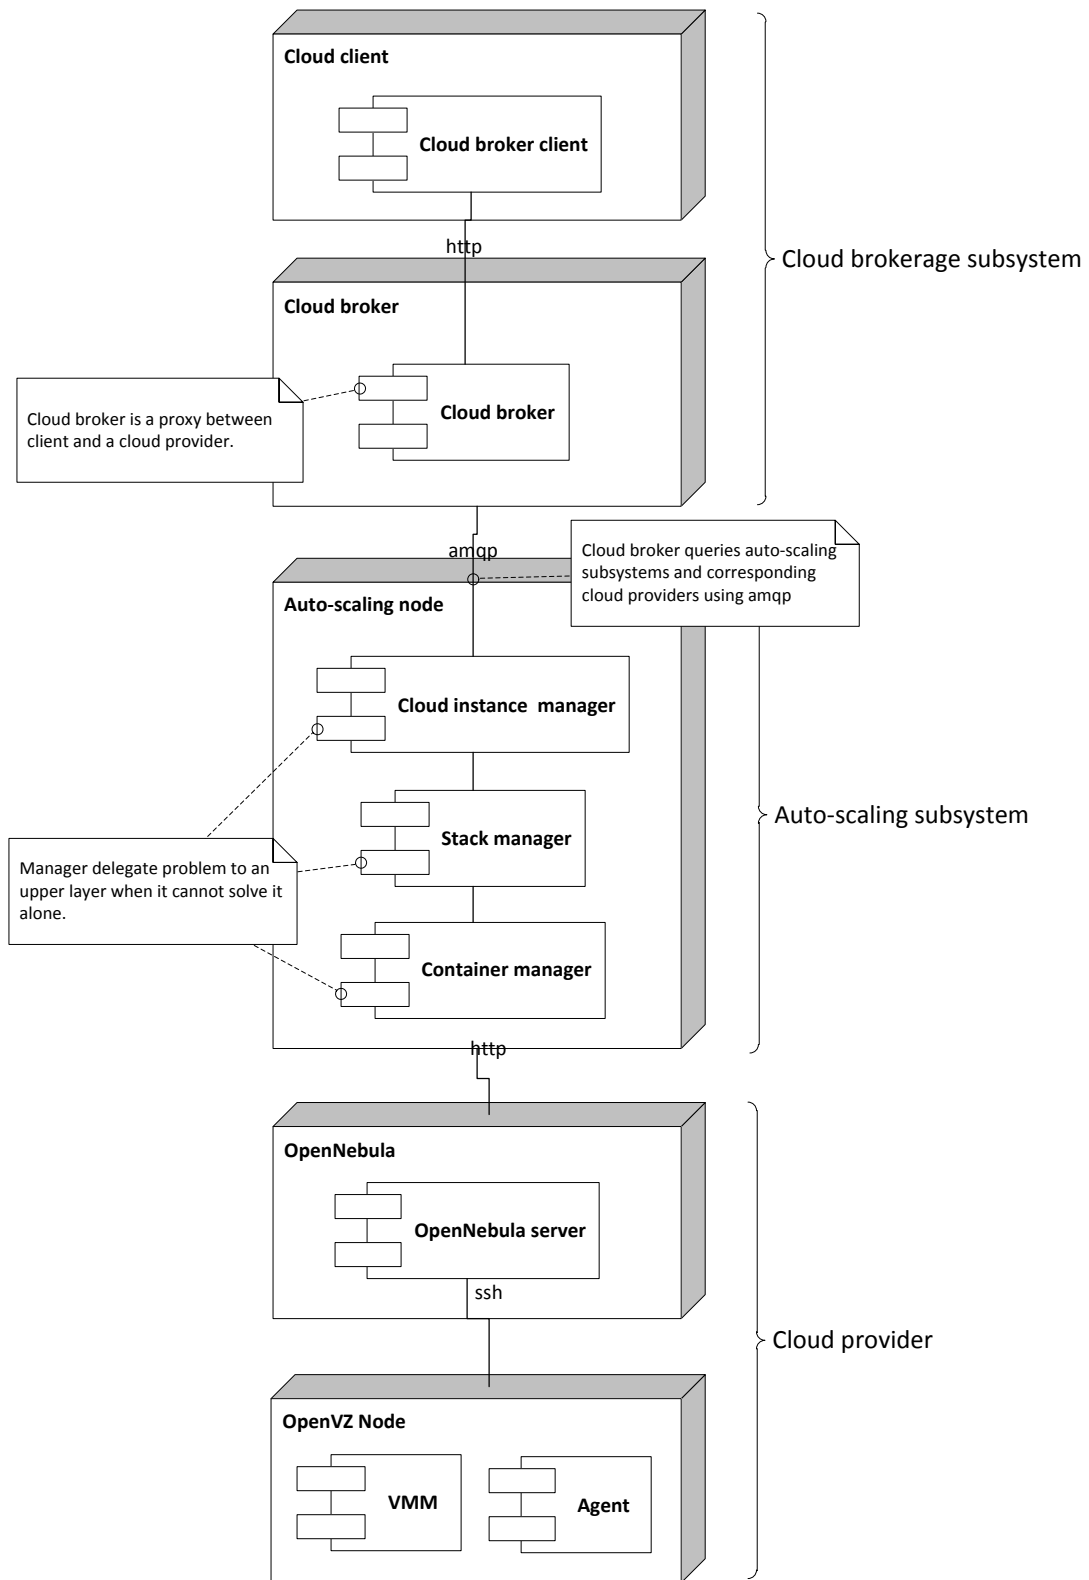 Cloud client
Cloud broker client
http
Cloud brokerage subsystem
Cloud broker
Cloud broker
Cloud broker is a proxy between
client and a cloud provider.
amqp
Cloud broker queries auto-scaling
subsystems and corresponding
cloud providers using amqp
Auto-scaling node
Cloud instance  manager
Stack manager
Auto-scaling subsystem
Manager delegate problem to an
upper layer when it cannot solve it
alone.
Container manager
http
OpenNebula
OpenNebula server
ssh
Cloud provider
OpenVZ Node
VMM
Agent